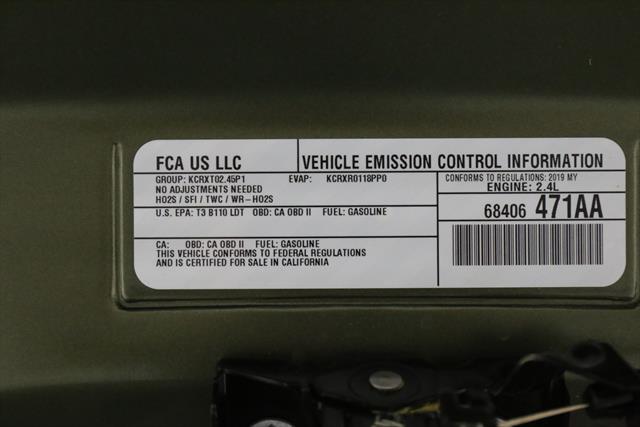 FCA US LLC
VEHICLE EMISSION CONTROL INFORMATION
GROUP: KCRXT02.45P1 EVAP: KCRXR0118PP0
NO ADJUSTMENTS NEEDED
HO2S / SFI / TWC / WR-HO2S
CONFORMS TO REGULATIONS: 2019 MY
ENGINE: 2.4L
U.S. EPA: T3 B110 LDT OBD: CA OBD II FUEL: GASOLINE
68406 471AA
CA: OBD: CA OBD II FUEL: GASOLINE
THIS VEHICLE CONFORMS TO FEDERAL REGULATIONS
AND IS CERTIFIED FOR SALE IN CALIFORNIA